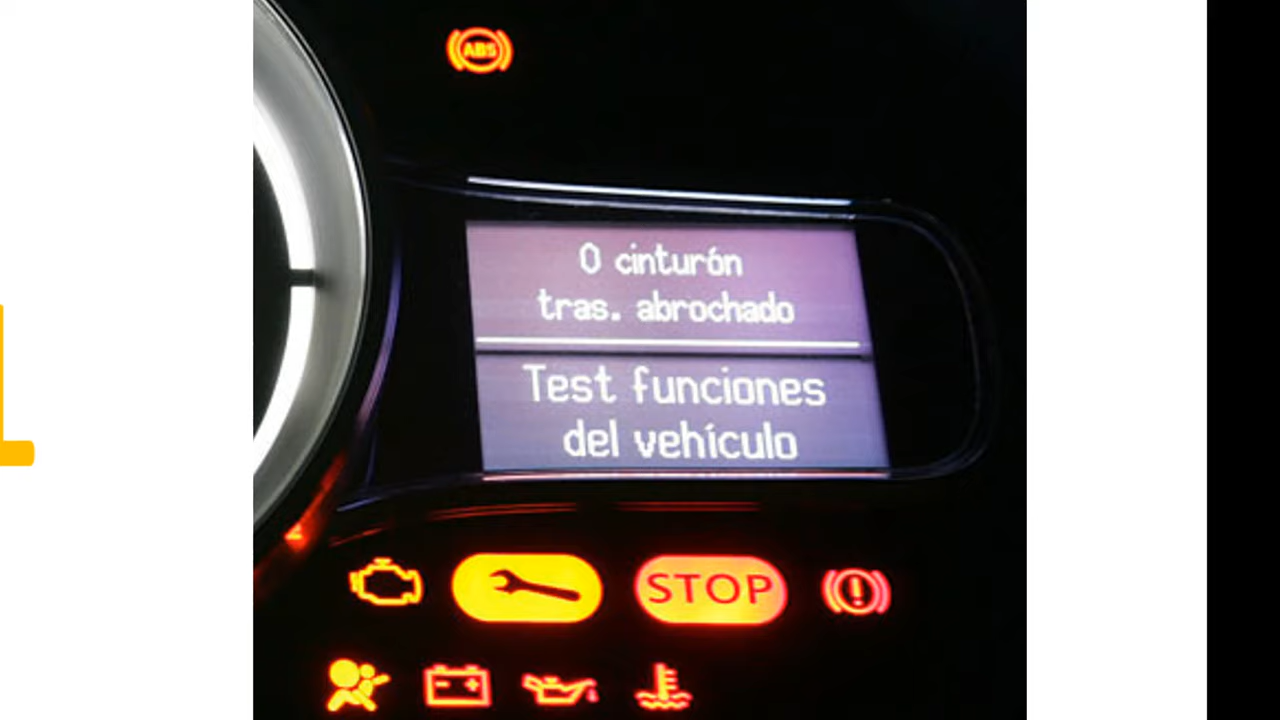 ABS
0 cinturón
tras. abrochado
Test funciones
del vehículo
STOP